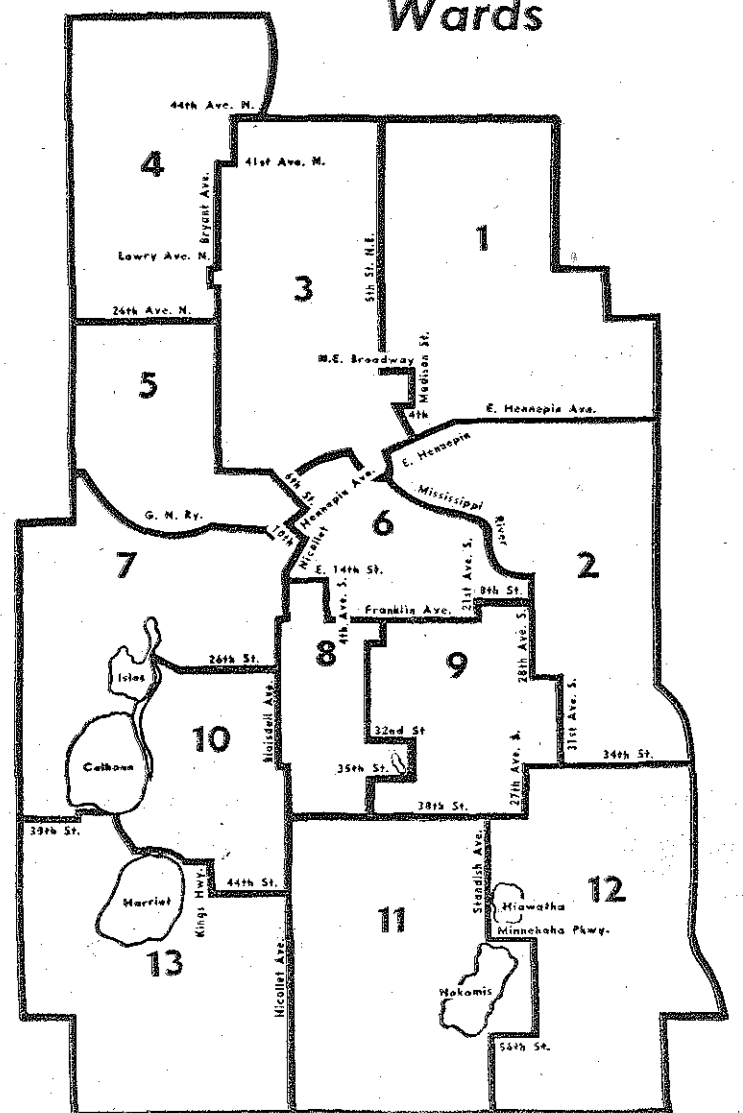 Wards
44th Ave. N.
4
41st Ave. N.
Bryant Ave.
1
Lowry Ave. N.
5th St. N.E.
3
26th Ave. N.
N.E. Broadway
Madison St.
5
4th
E. Hennepin Ave.
E. Hennepin
6th St.
Hennepin Ave.
Mississippi
River
G. N. Ry.
10th
Nicollet
6
7
E. 14th St.
21st Ave. S.
8th St.
2
4th Ave. S.
Franklin Ave.
28th Ave. S.
8
9
26th St.
Isles
Blaisdell Ave.
10
31st Ave. S.
32nd St
Calhoun
27th Ave. S.
34th St.
35th St.
39th St.
38th St.
Standish Ave.
44th St.
Kings Hwy.
Harriet
12
Hiawatha
11
Minnehaha Pkwy.
13
Nicollet Ave.
Nokomis
56th St.